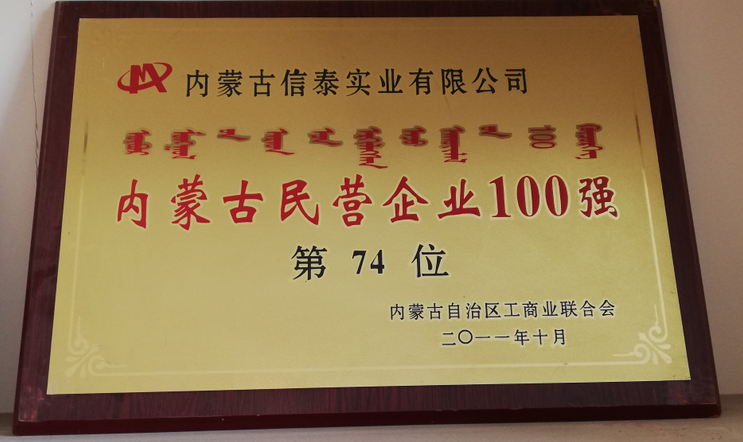 内蒙古信泰实业有限公司
100
内蒙古民营企业100强
第 74 位
内蒙古自治区工商业联合会
二〇一一年十月